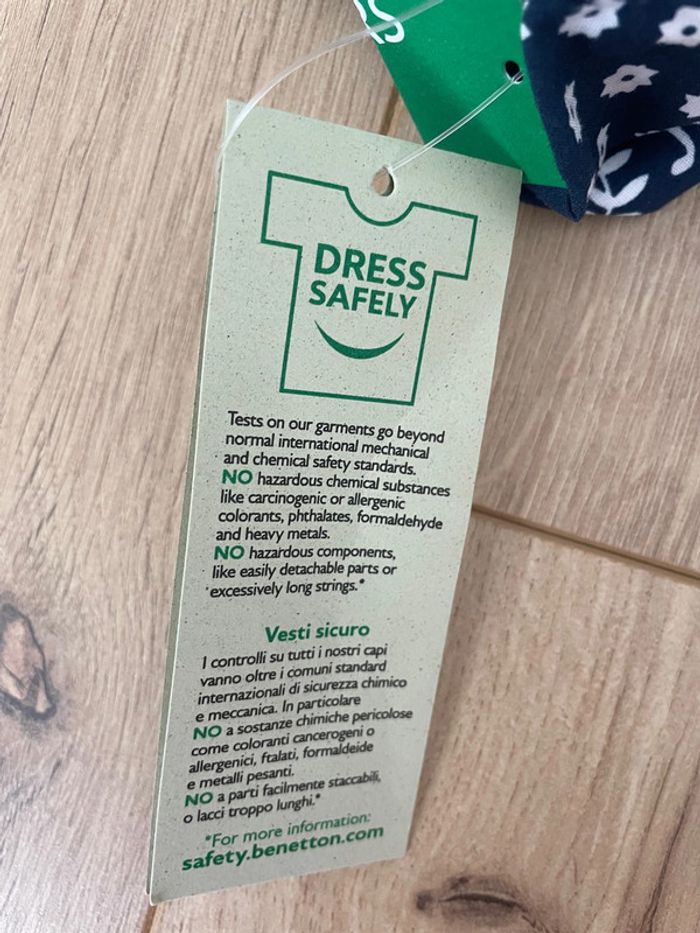 DRESS
SAFELY
Tests on our garments go beyond
normal international mechanical
and chemical safety standards.
NO hazardous chemical substances
like carcinogenic or allergenic
colorants, phthalates, formaldehyde
and heavy metals.
NO hazardous components,
like easily detachable parts or
excessively long strings.*
Vesti sicuro
I controlli su tutti i nostri capi
vanno oltre i comuni standard
internazionali di sicurezza chimico
e meccanica. In particolare
NO a sostanze chimiche pericolose
come coloranti cancerogeni o
allergenici, ftalati, formaldeide
e metalli pesanti.
NO a parti facilmente staccabili,
o lacci troppo lunghi.*
*For more information:
safety.benetton.com